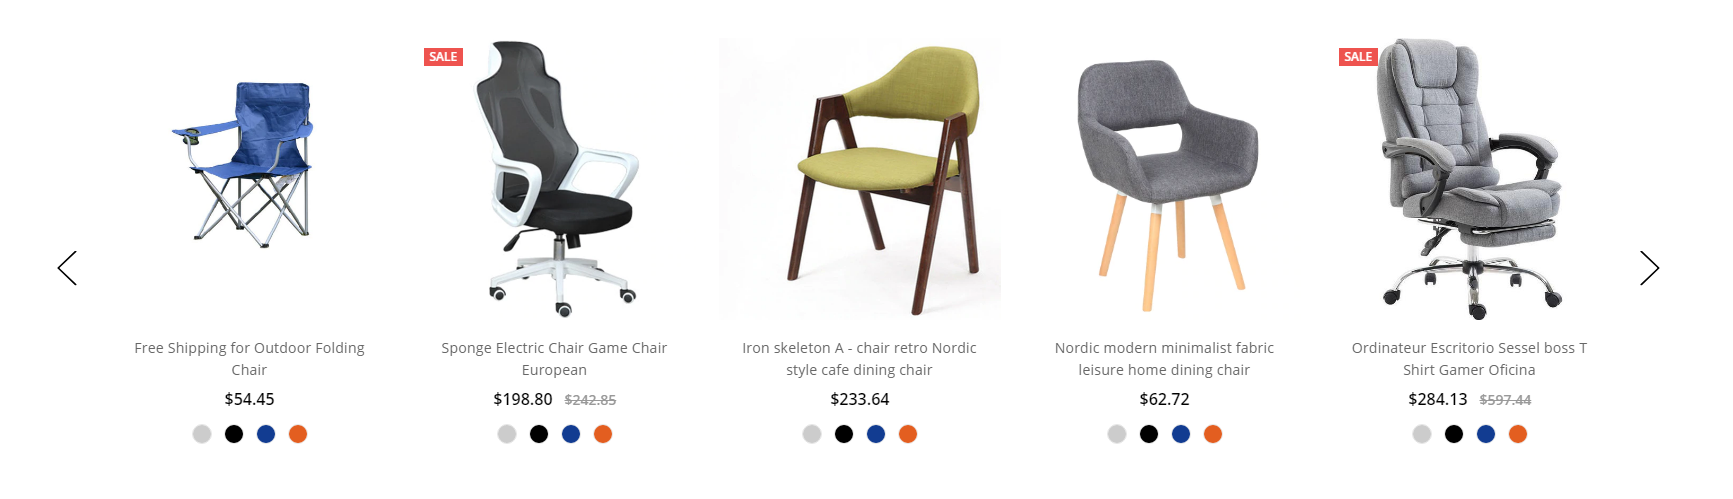 SALE
SALE
Free Shipping for Outdoor Folding
Chair
$54.45
Sponge Electric Chair Game Chair
European
$198.80 $242.85
Iron skeleton A - chair retro Nordic
style cafe dining chair
$233.64
Nordic modern minimalist fabric
leisure home dining chair
$62.72
Ordinateur Escritorio Sessel boss T
Shirt Gamer Oficina
$284.13 $597.44